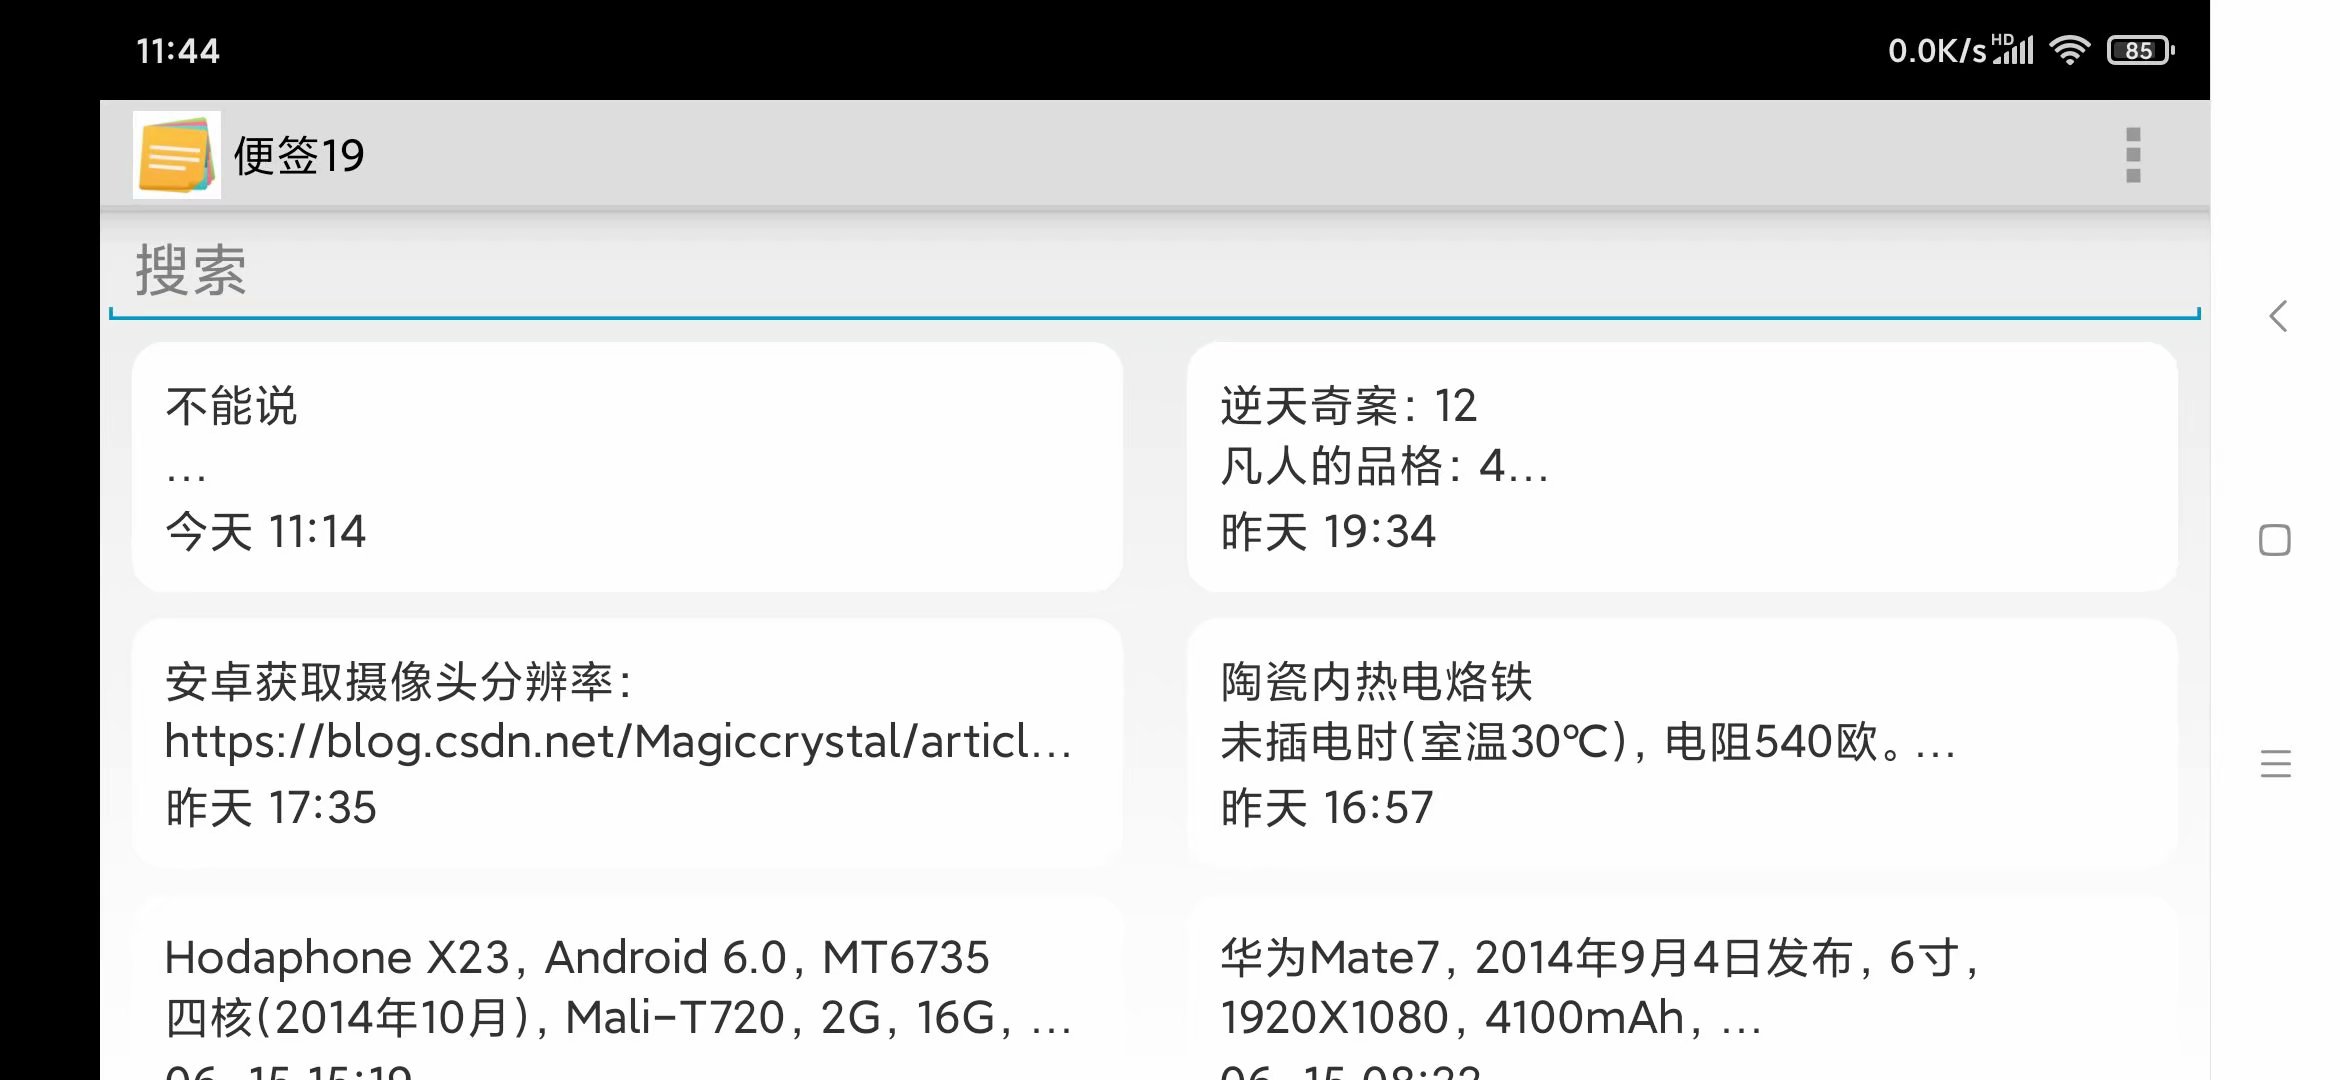 11:44
0.0K/s HD 85
便签19
搜索
不能说
...
今天 11:14
逆天奇案：12
凡人的品格：4...
昨天 19:34
安卓获取摄像头分辨率：
https://blog.csdn.net/Magiccrystal/articl...
昨天 17:35
陶瓷内热电烙铁
未插电时(室温30℃)，电阻540欧。...
昨天 16:57
Hodaphone X23，Android 6.0，MT6735
四核(2014年10月)，Mali-T720，2G，16G，...
华为Mate7，2014年9月4日发布，6寸，
1920X1080，4100mAh，...